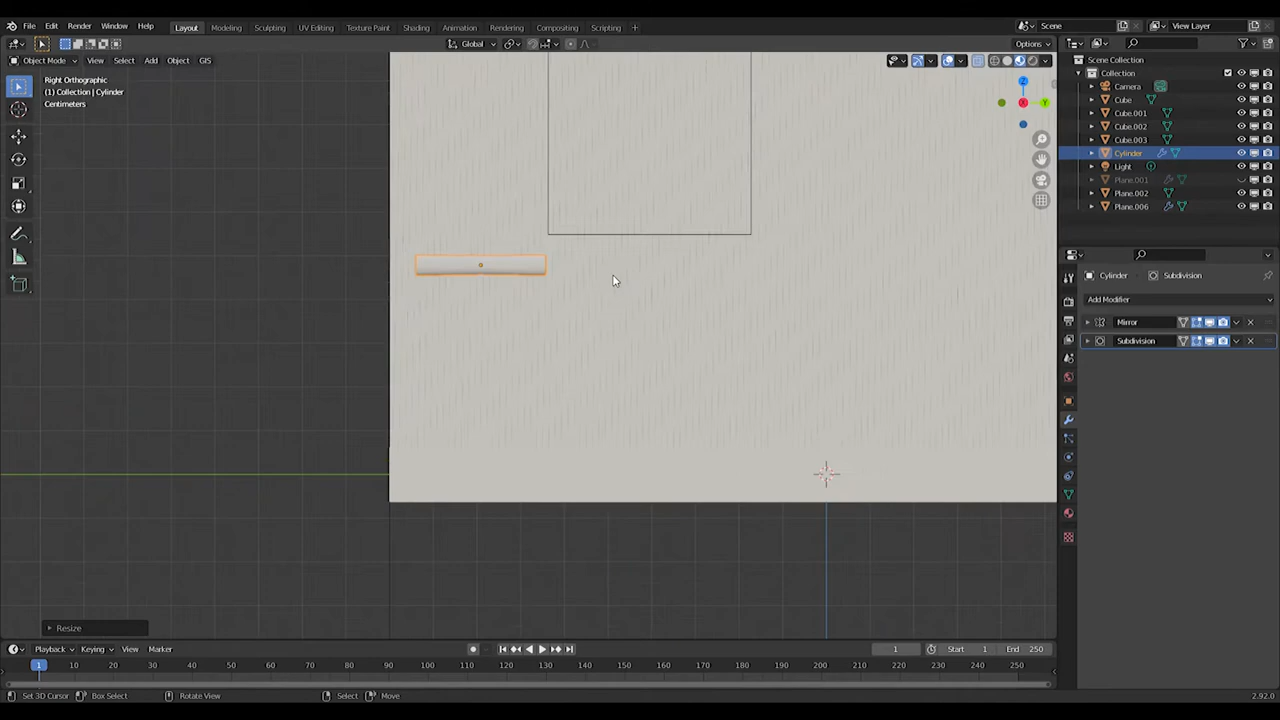 File Edit Render Window Help Layout Modeling Sculpting UV Editing Texture Paint Shading Animation Rendering Compositing Scripting + Scene View Layer
Global Options
Object Mode View Select Add Object GIS
Right Orthographic
(1) Collection | Cylinder
Centimeters
Z
X
Y
Scene Collection
Collection
Camera
Cube
Cube.001
Cube.002
Cube.003
Cylinder
Light
Plane.001
Plane.002
Plane.006
Cylinder Subdivision
Add Modifier
Mirror
Subdivision
Resize
Playback Keying View Marker 1 Start 1 End 250
1 10 20 30 40 50 60 70 80 90 100 110 120 130 140 150 160 170 180 190 200 210 220 230 240 250
Set 3D Cursor Box Select Rotate View Select Move 2.92.0